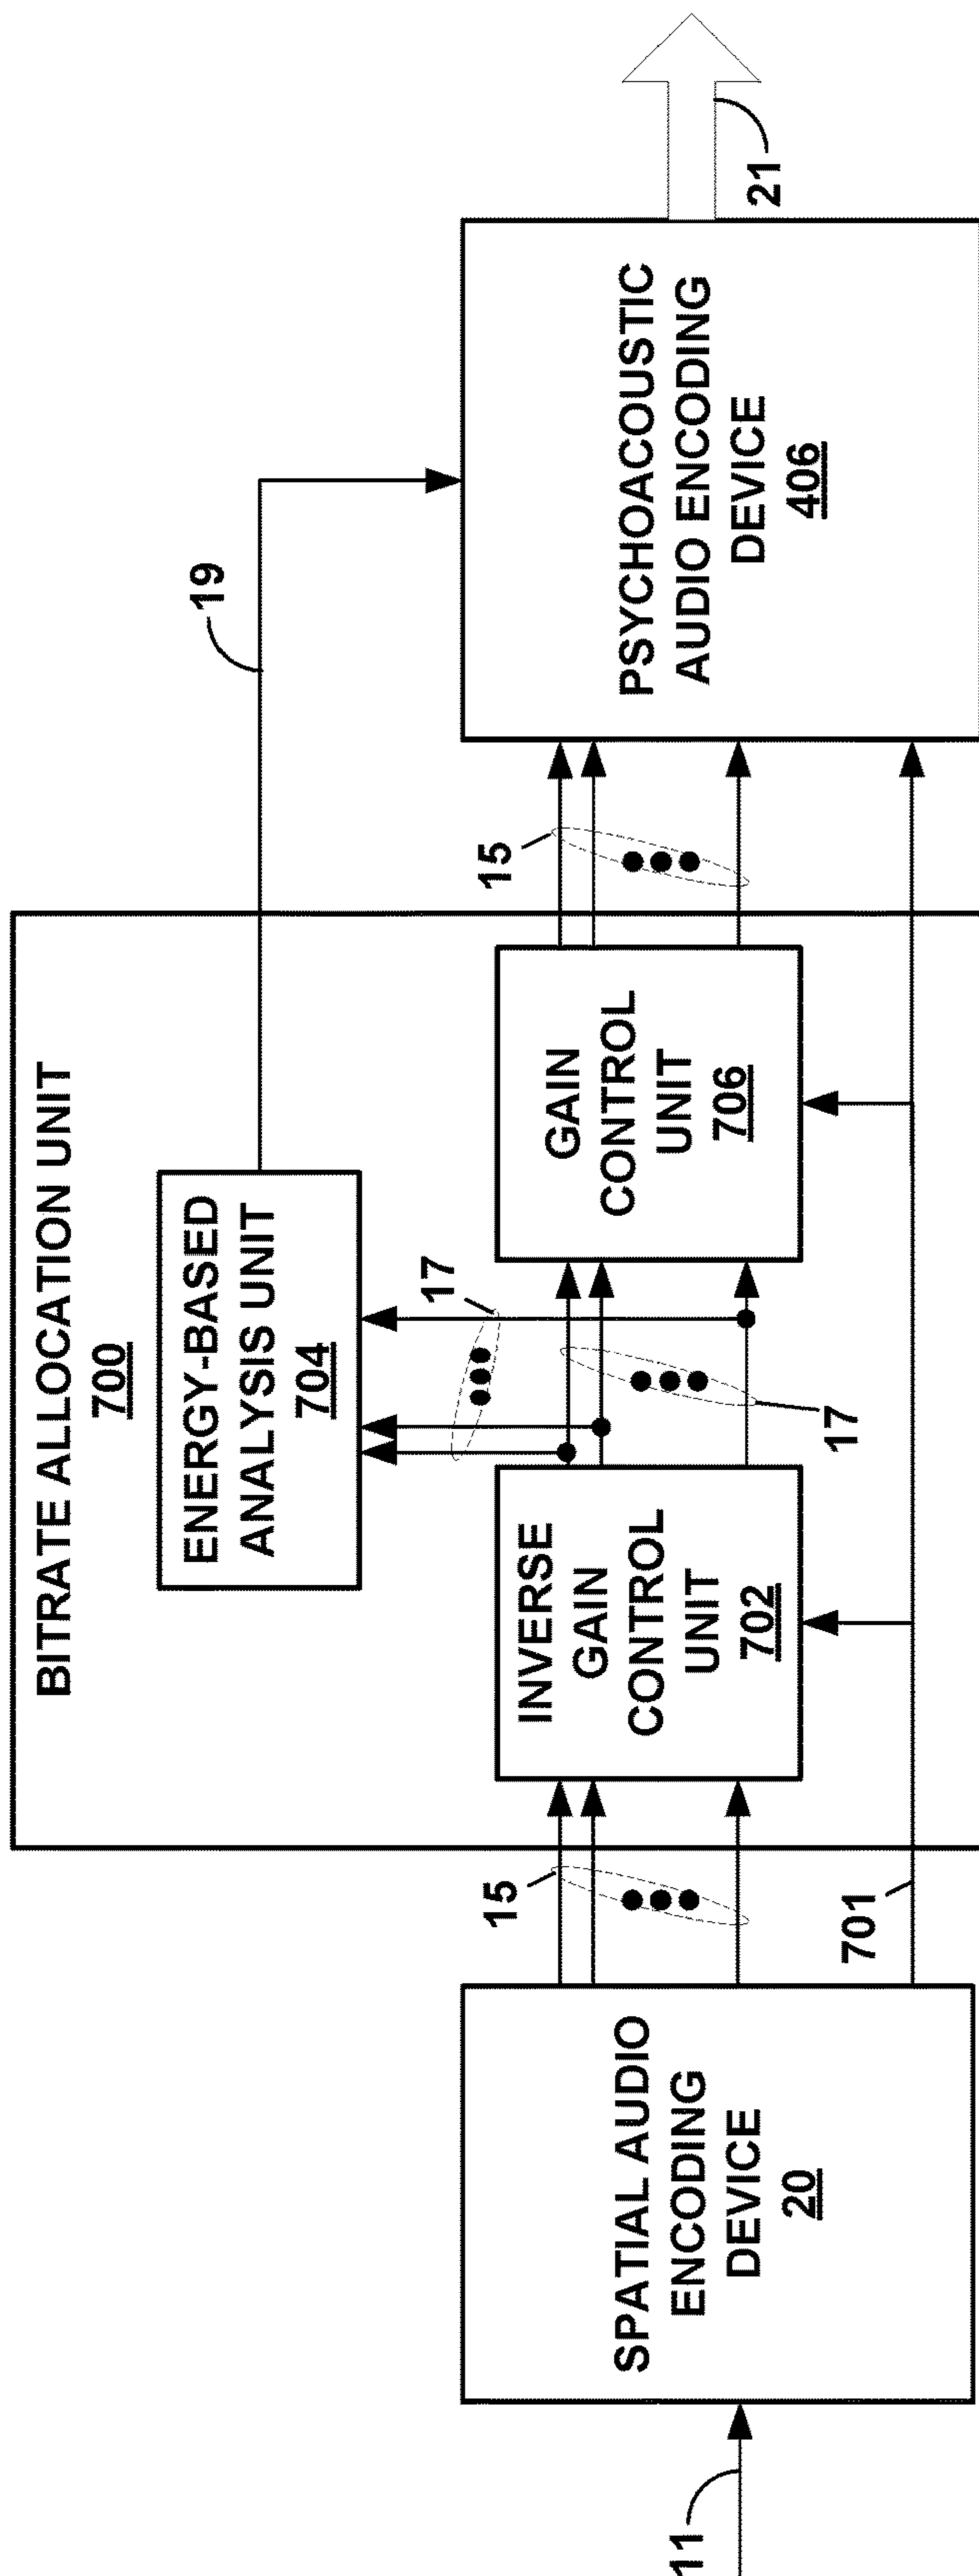 BITRATE ALLOCATION UNIT
700
ENERGY-BASED
ANALYSIS UNIT
704
19
17
11
SPATIAL AUDIO
ENCODING
DEVICE
20
15
701
INVERSE
GAIN
CONTROL
UNIT
702
17
GAIN
CONTROL
UNIT
706
15
PSYCHOACOUSTIC
AUDIO ENCODING
DEVICE
406
21